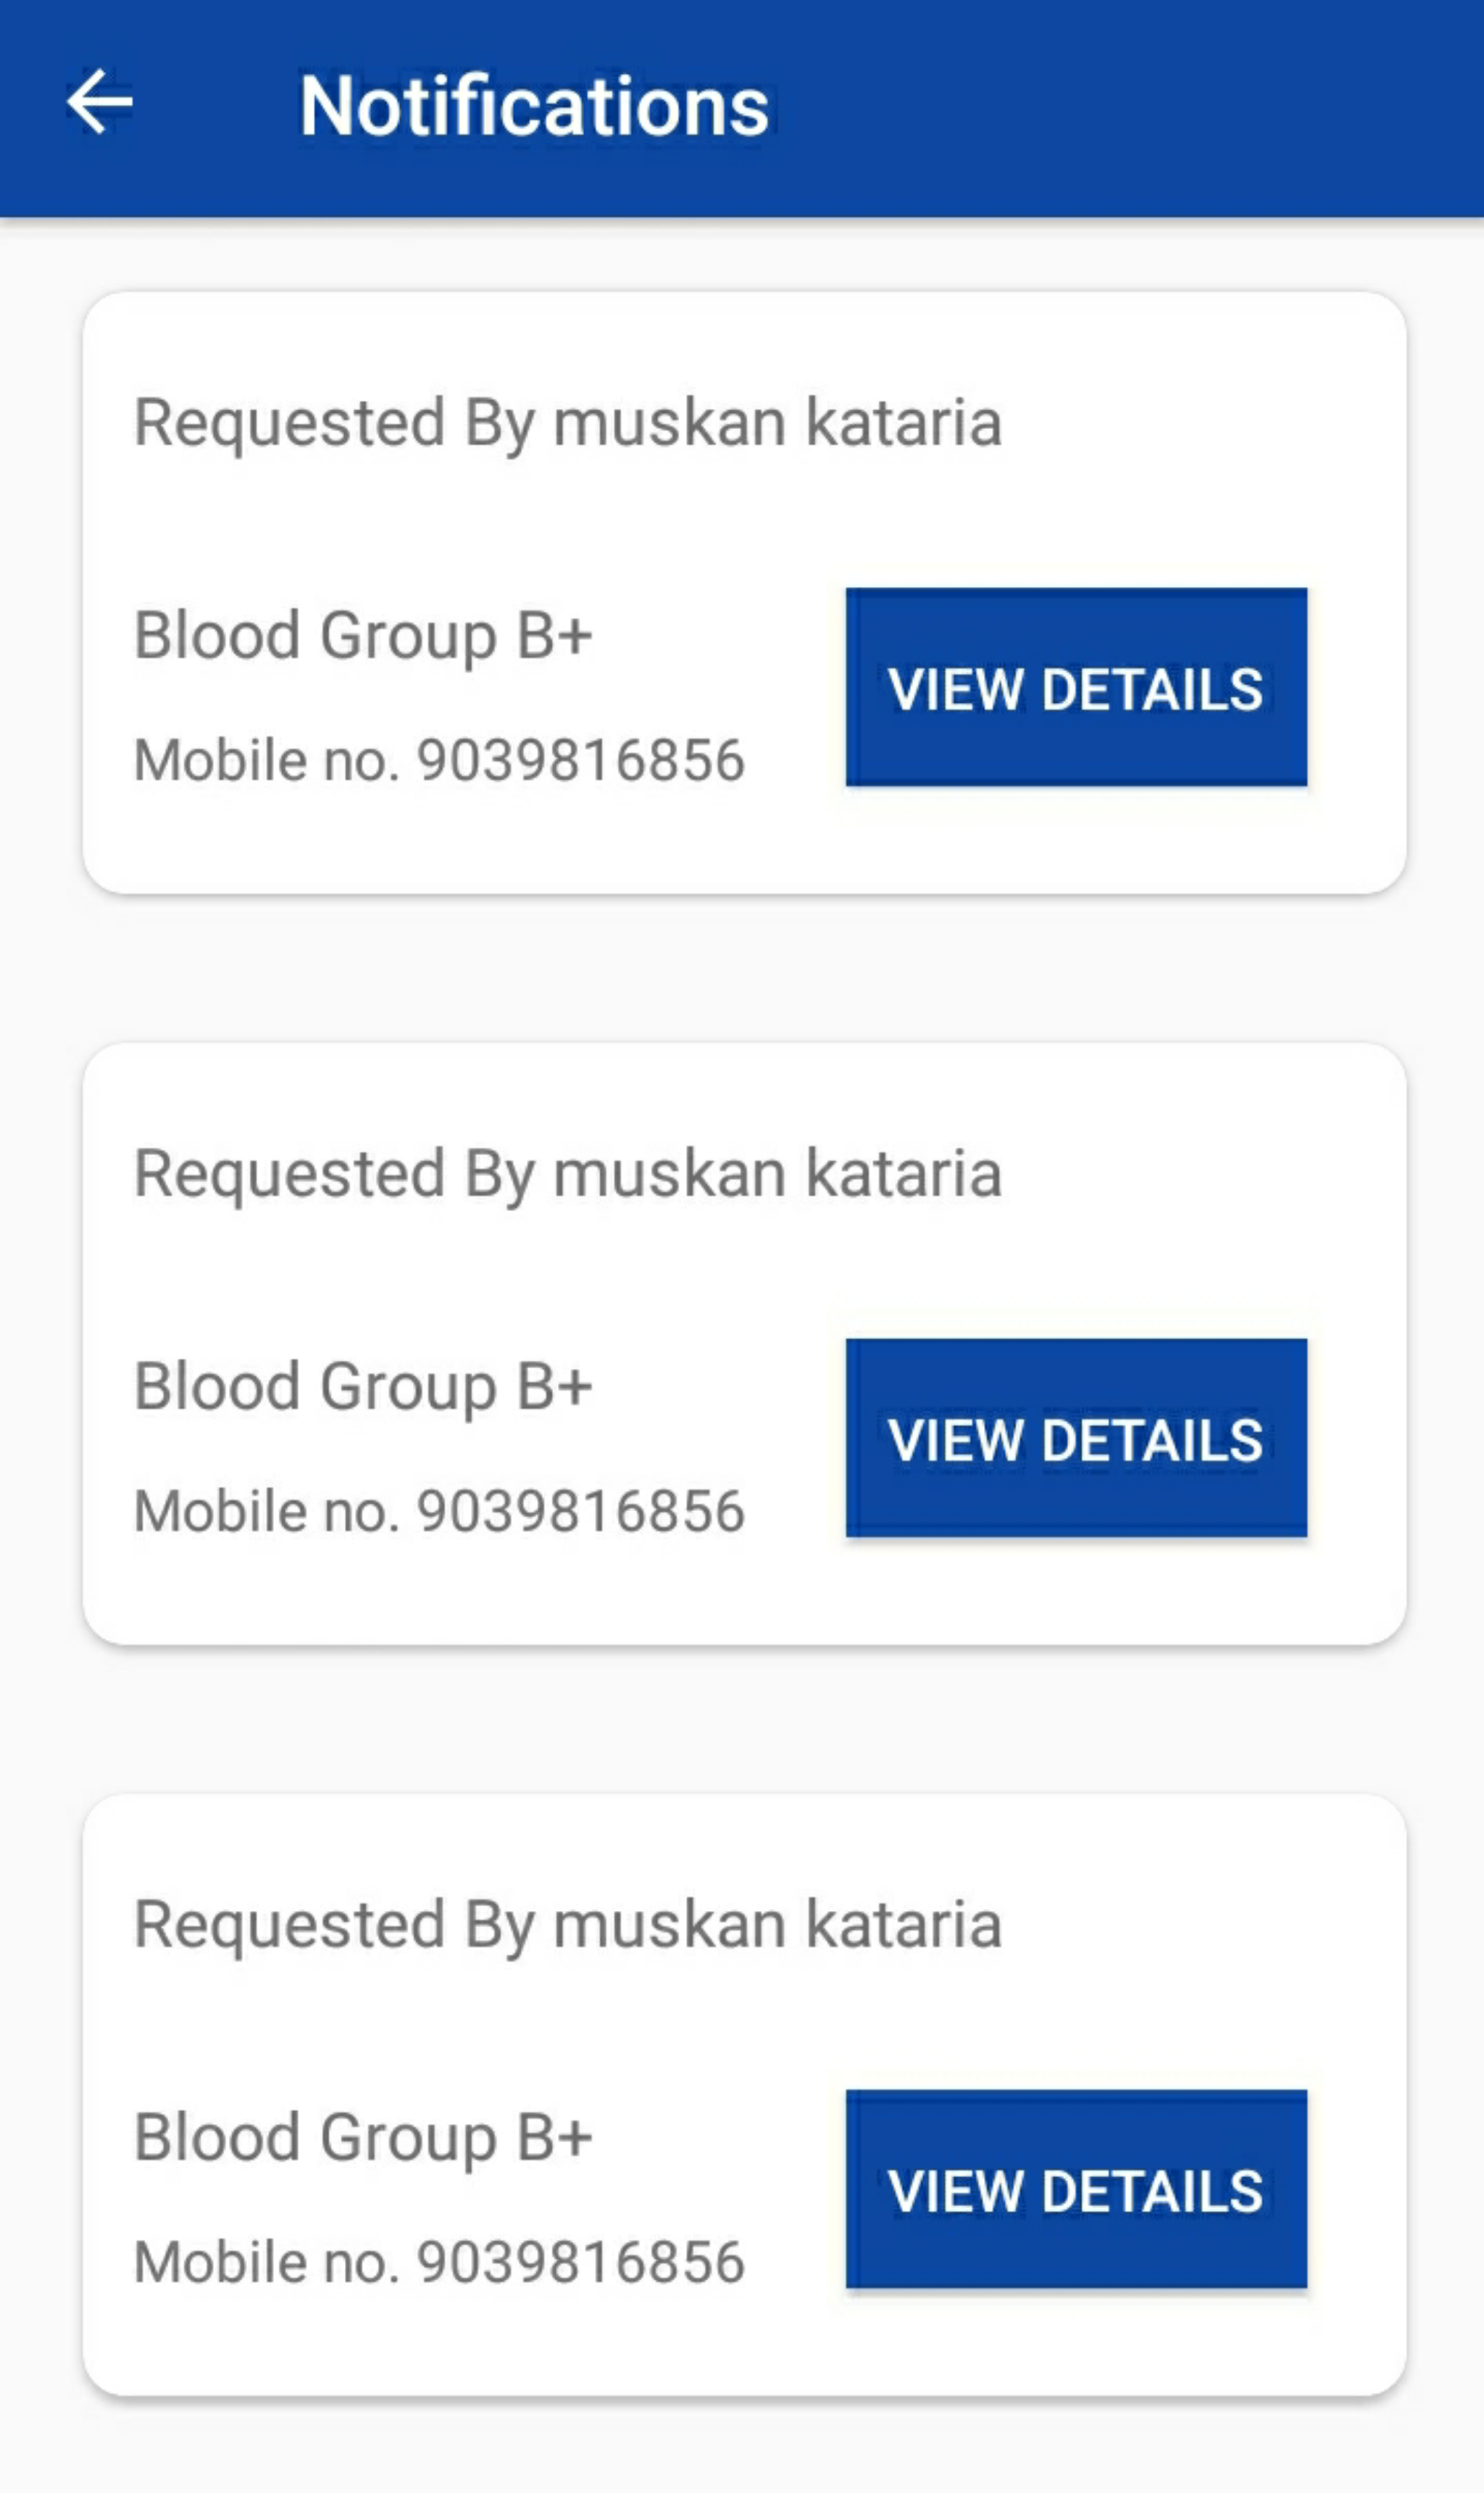 Notifications
Requested By muskan kataria
Blood Group B+
VIEW DETAILS
Mobile no. 9039816856
Requested By muskan kataria
Blood Group B+
VIEW DETAILS
Mobile no. 9039816856
Requested By muskan kataria
Blood Group B+
VIEW DETAILS
Mobile no. 9039816856